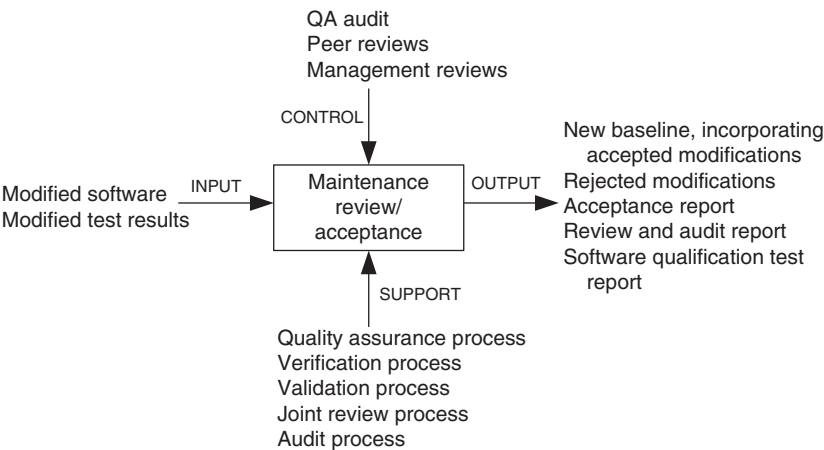 QA audit
Peer reviews
Management reviews
CONTROL
Modified software
Modified test results
INPUT
Maintenance
review/
acceptance
OUTPUT
New baseline, incorporating
accepted modifications
Rejected modifications
Acceptance report
Review and audit report
Software qualification test
report
SUPPORT
Quality assurance process
Verification process
Validation process
Joint review process
Audit process